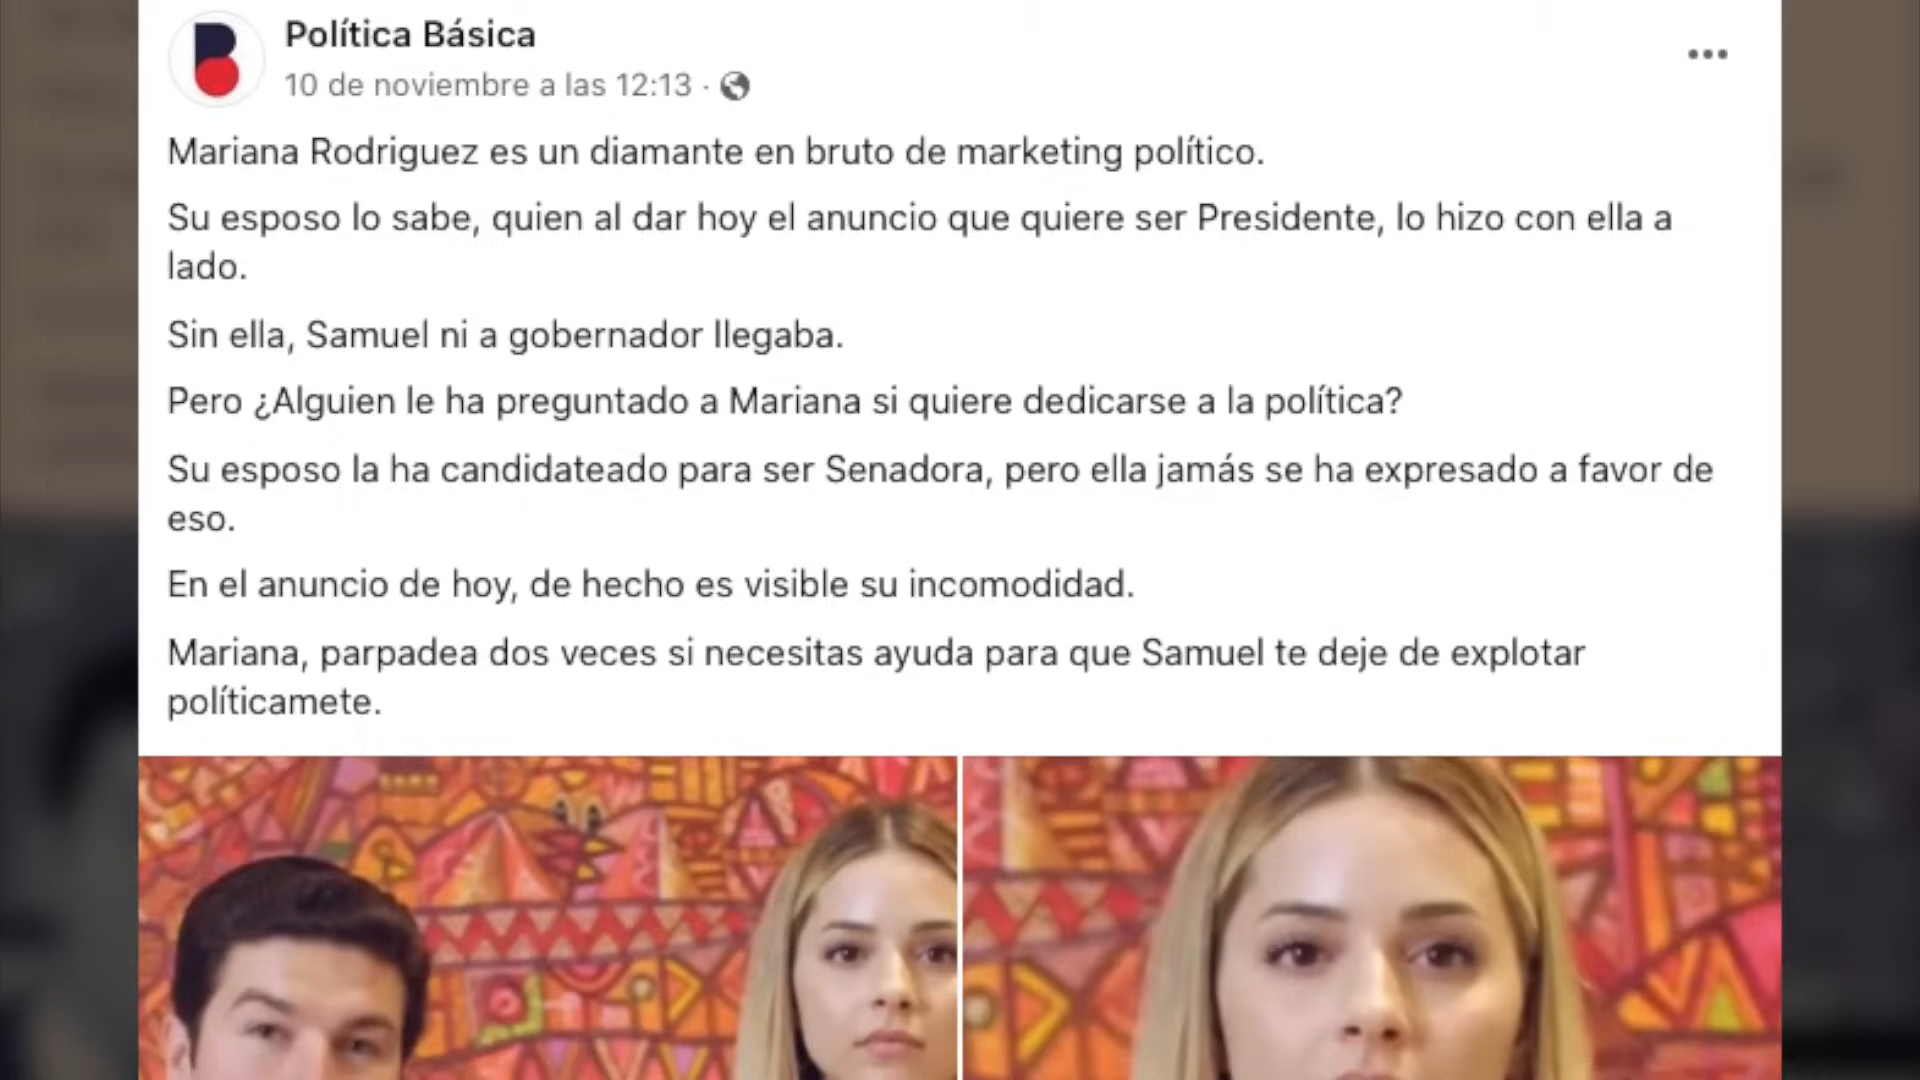 Política Básica
10 de noviembre a las 12:13 ·
Mariana Rodriguez es un diamante en bruto de marketing político.
Su esposo lo sabe, quien al dar hoy el anuncio que quiere ser Presidente, lo hizo con ella a
lado.
Sin ella, Samuel ni a gobernador llegaba.
Pero ¿Alguien le ha preguntado a Mariana si quiere dedicarse a la política?
Su esposo la ha candidateado para ser Senadora, pero ella jamás se ha expresado a favor de
eso.
En el anuncio de hoy, de hecho es visible su incomodidad.
Mariana, parpadea dos veces si necesitas ayuda para que Samuel te deje de explotar
políticamete.